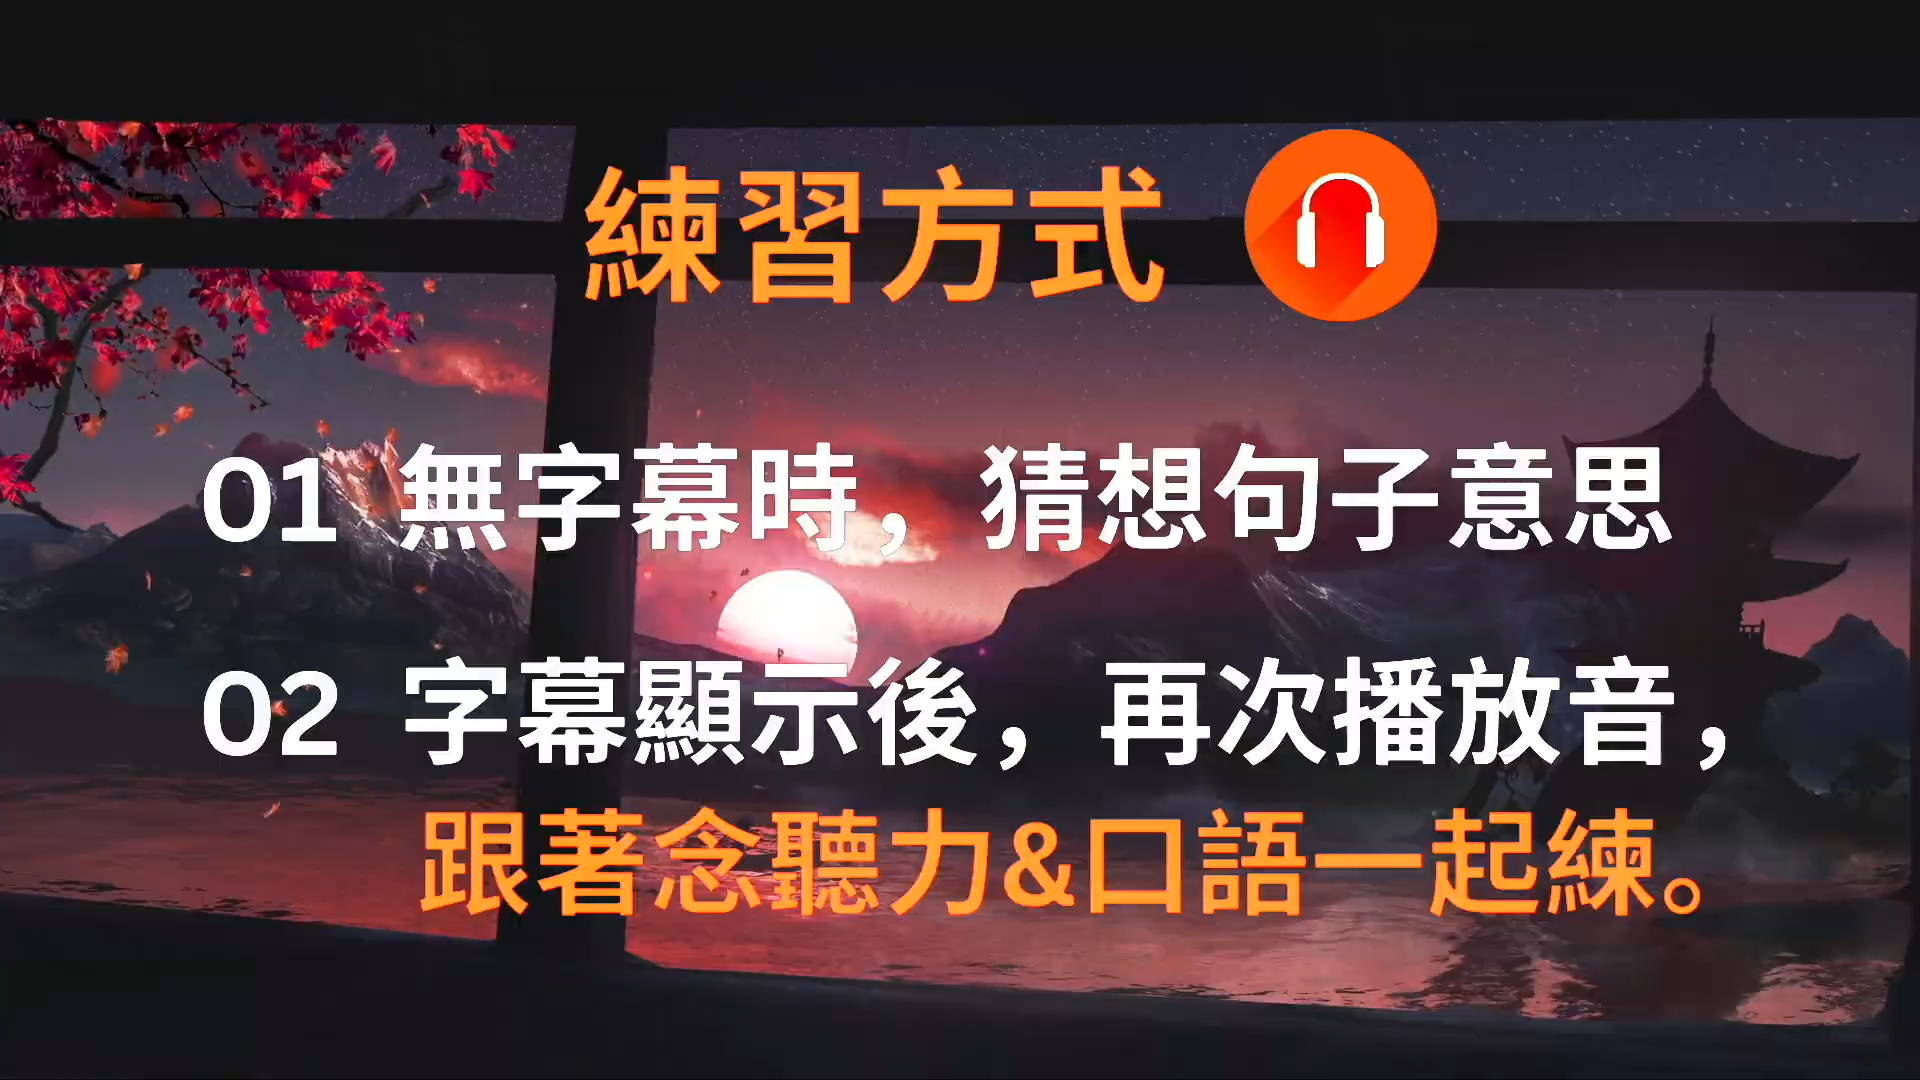 練習方式
01 無字幕時，猜想句子意思
02 字幕顯示後，再次播放音，
跟著念聽力&口語一起練。